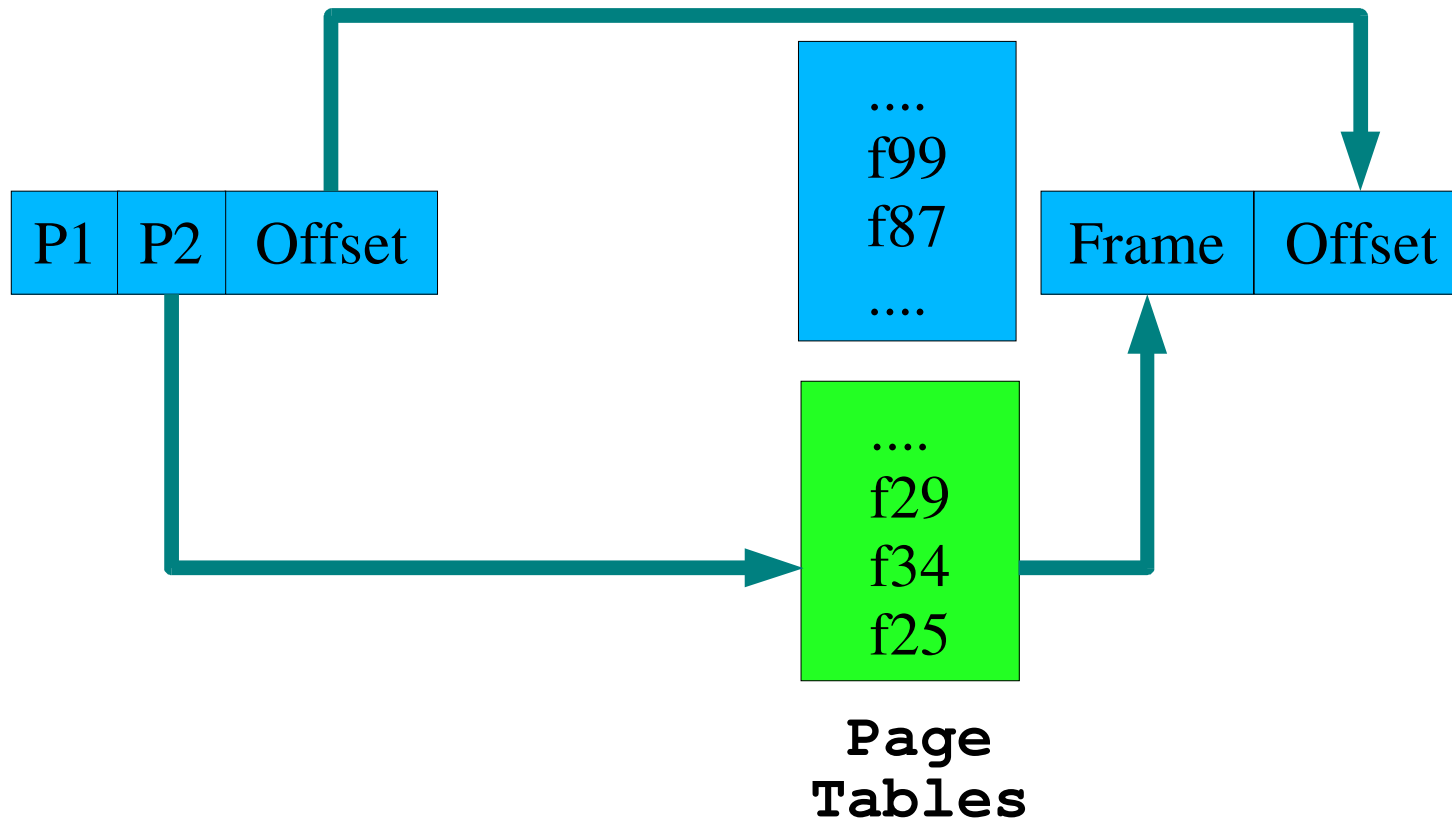 P1 P2 Offset
....
f99
f87
....
Frame Offset
....
f29
f34
f25
Page
Tables